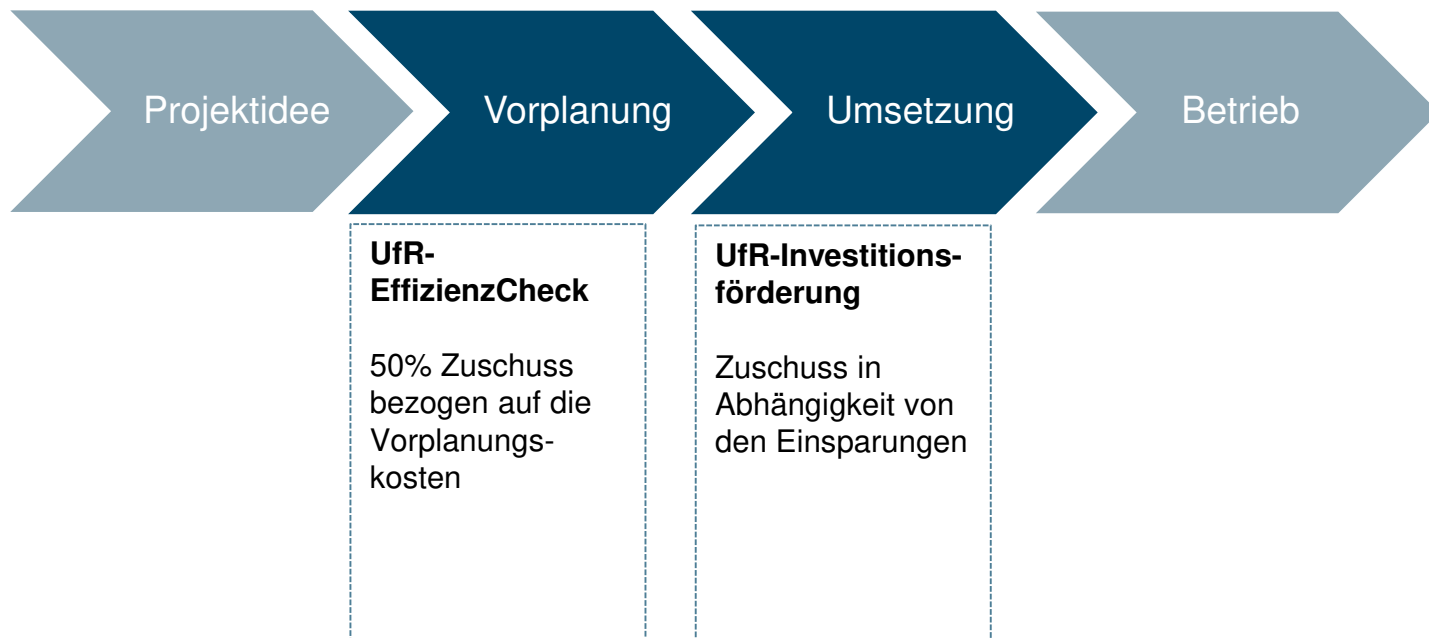 Projektidee
Vorplanung
Umsetzung
Betrieb
UfR-
EffizienzCheck
50% Zuschuss
bezogen auf die
Vorplanungs-
kosten
UfR-Investitions-
förderung
Zuschuss in
Abhängigkeit von
den Einsparungen